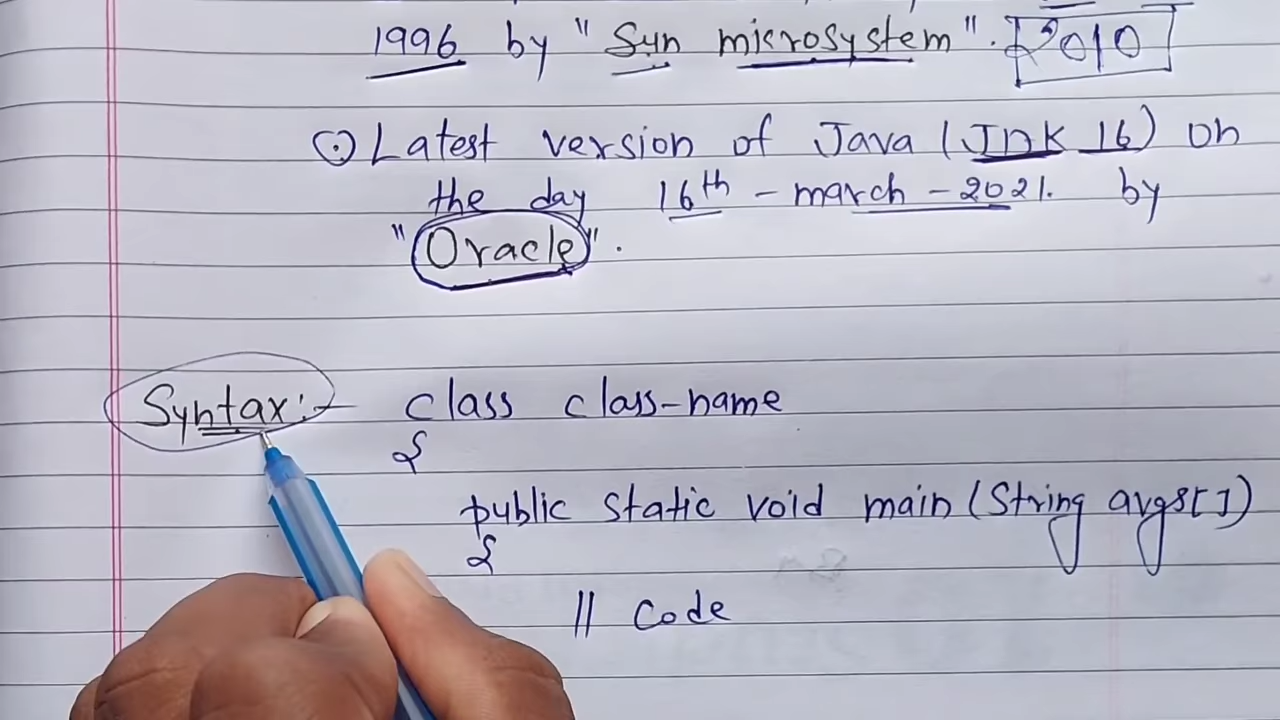 1996 by "Sun microsystem". 2010
Latest version of Java (JDK 16) on
the day 16th - march - 2021. by
"Oracle".
Syntax:- class class-name
{
public static void main (String args[])
{
// Code